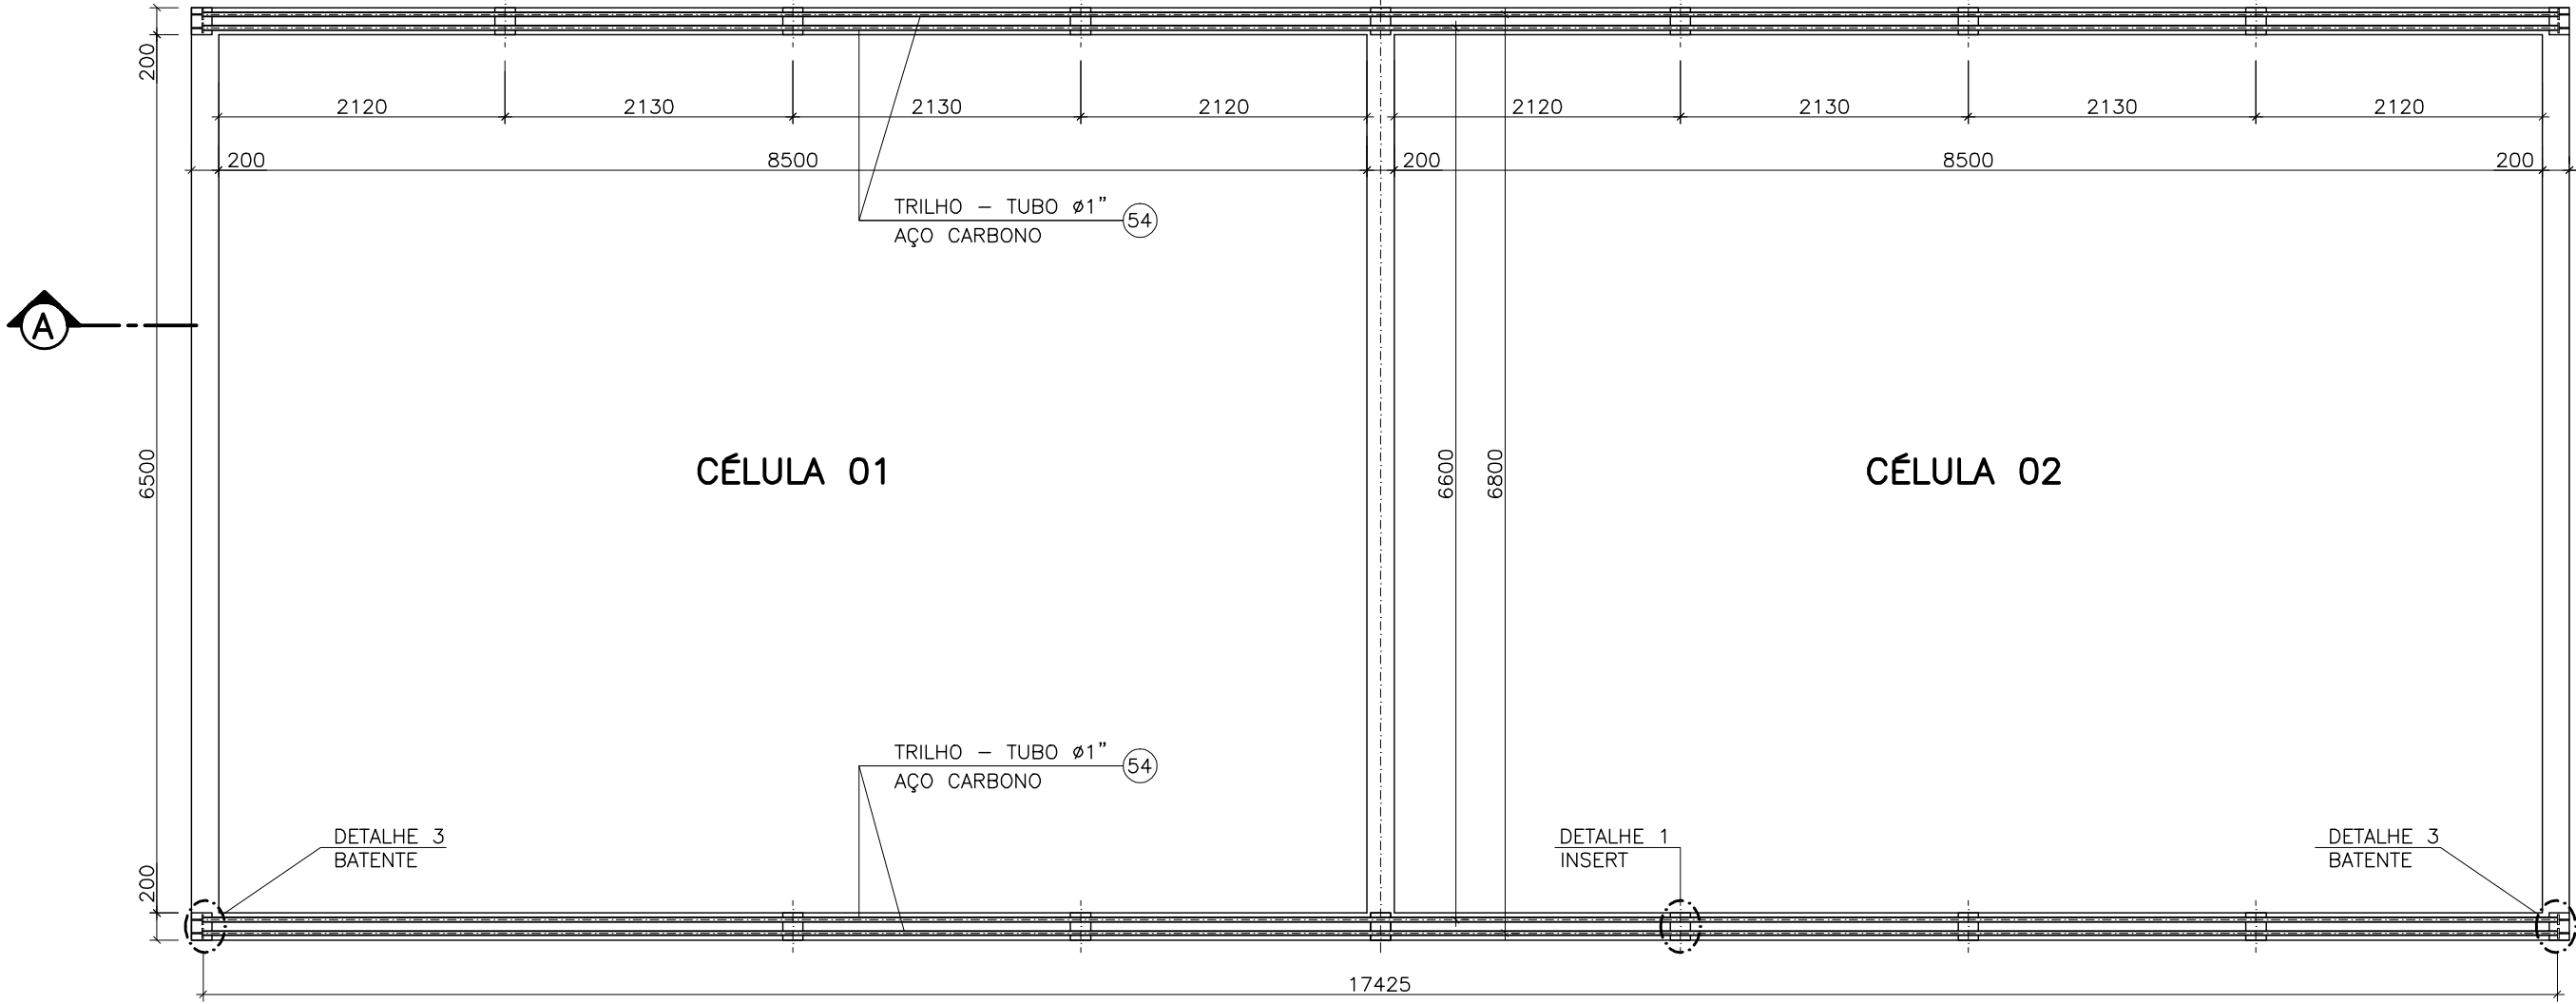 200
2120 2130 2130 2120 2120 2130 2130 2120
200 8500 200 8500 200
TRILHO – TUBO ø1" 54
AÇO CARBONO
A
6500
CÉLULA 01
6600
6800
CÉLULA 02
TRILHO – TUBO ø1" 54
AÇO CARBONO
DETALHE 3
BATENTE
DETALHE 1
INSERT
DETALHE 3
BATENTE
200
17425